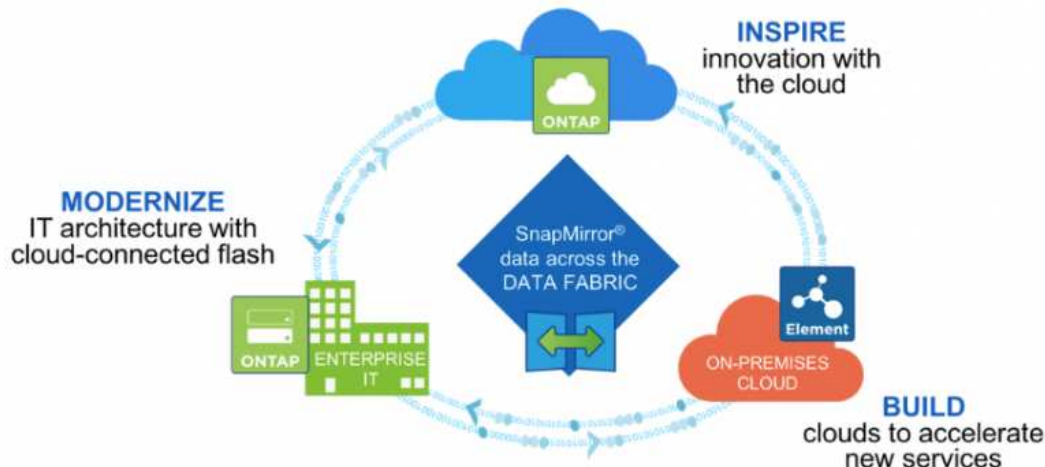 INSPIRE
innovation with
the cloud
ONTAP
MODERNIZE
IT architecture with
cloud-connected flash
SnapMirror®
data across the
DATA FABRIC
ONTAP
ENTERPRISE
IT
Element
ON-PREMISES
CLOUD
BUILD
clouds to accelerate
new services